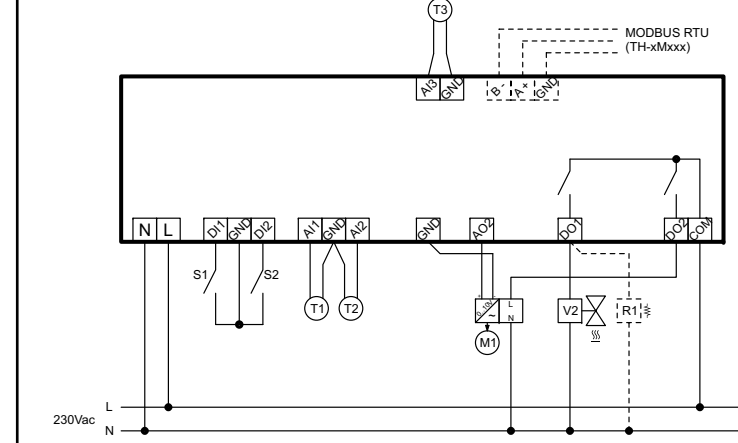 T3
MODBUS RTU
(TH-xMxxx)
AI3 GND B - A + GND
N L DI1 GND DI2 AI1 GND AI2 GND AO2 DO1 DO2 COM
S1 S2
T1 T2
0...10V
~
+ -
L
N
V2 R1
M1
L
230Vac
N